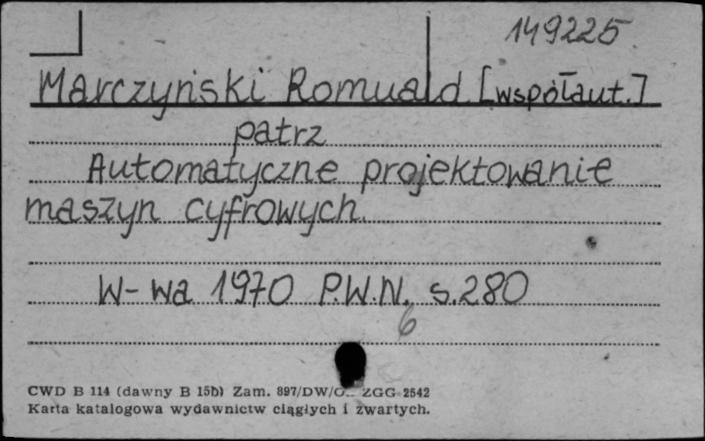 149225
Marczyński Romuald [współaut.]
patrz
Automatyczne projektowanie
maszyn cyfrowych.
W-wa 1970 P.W.N. s.280
6
CWD B 114 (dawny B 15b) Zam. 897/DW/ ZGG 2542
Karta katalogowa wydawnictw ciągłych i zwartych.